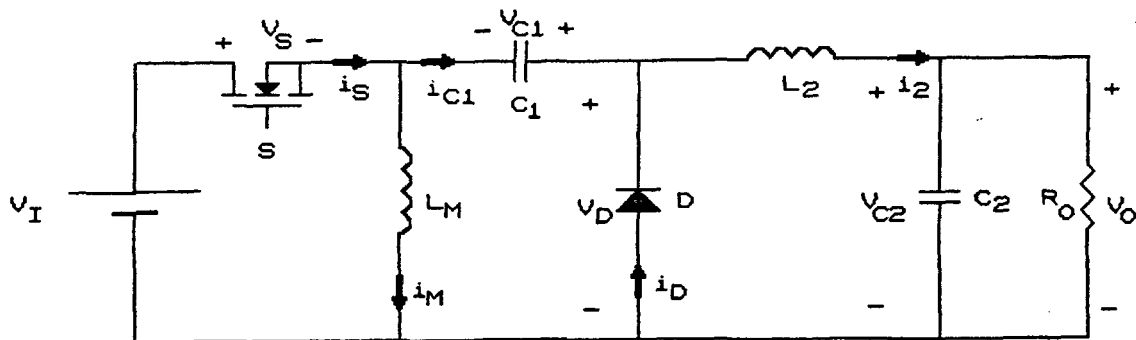 + V_S - - V_C1 +
i_S i_C1 C_1 + L_2 + i_2 +
S
V_I L_M V_D D V_C2 C_2 R_O V_O
i_M - i_D - -